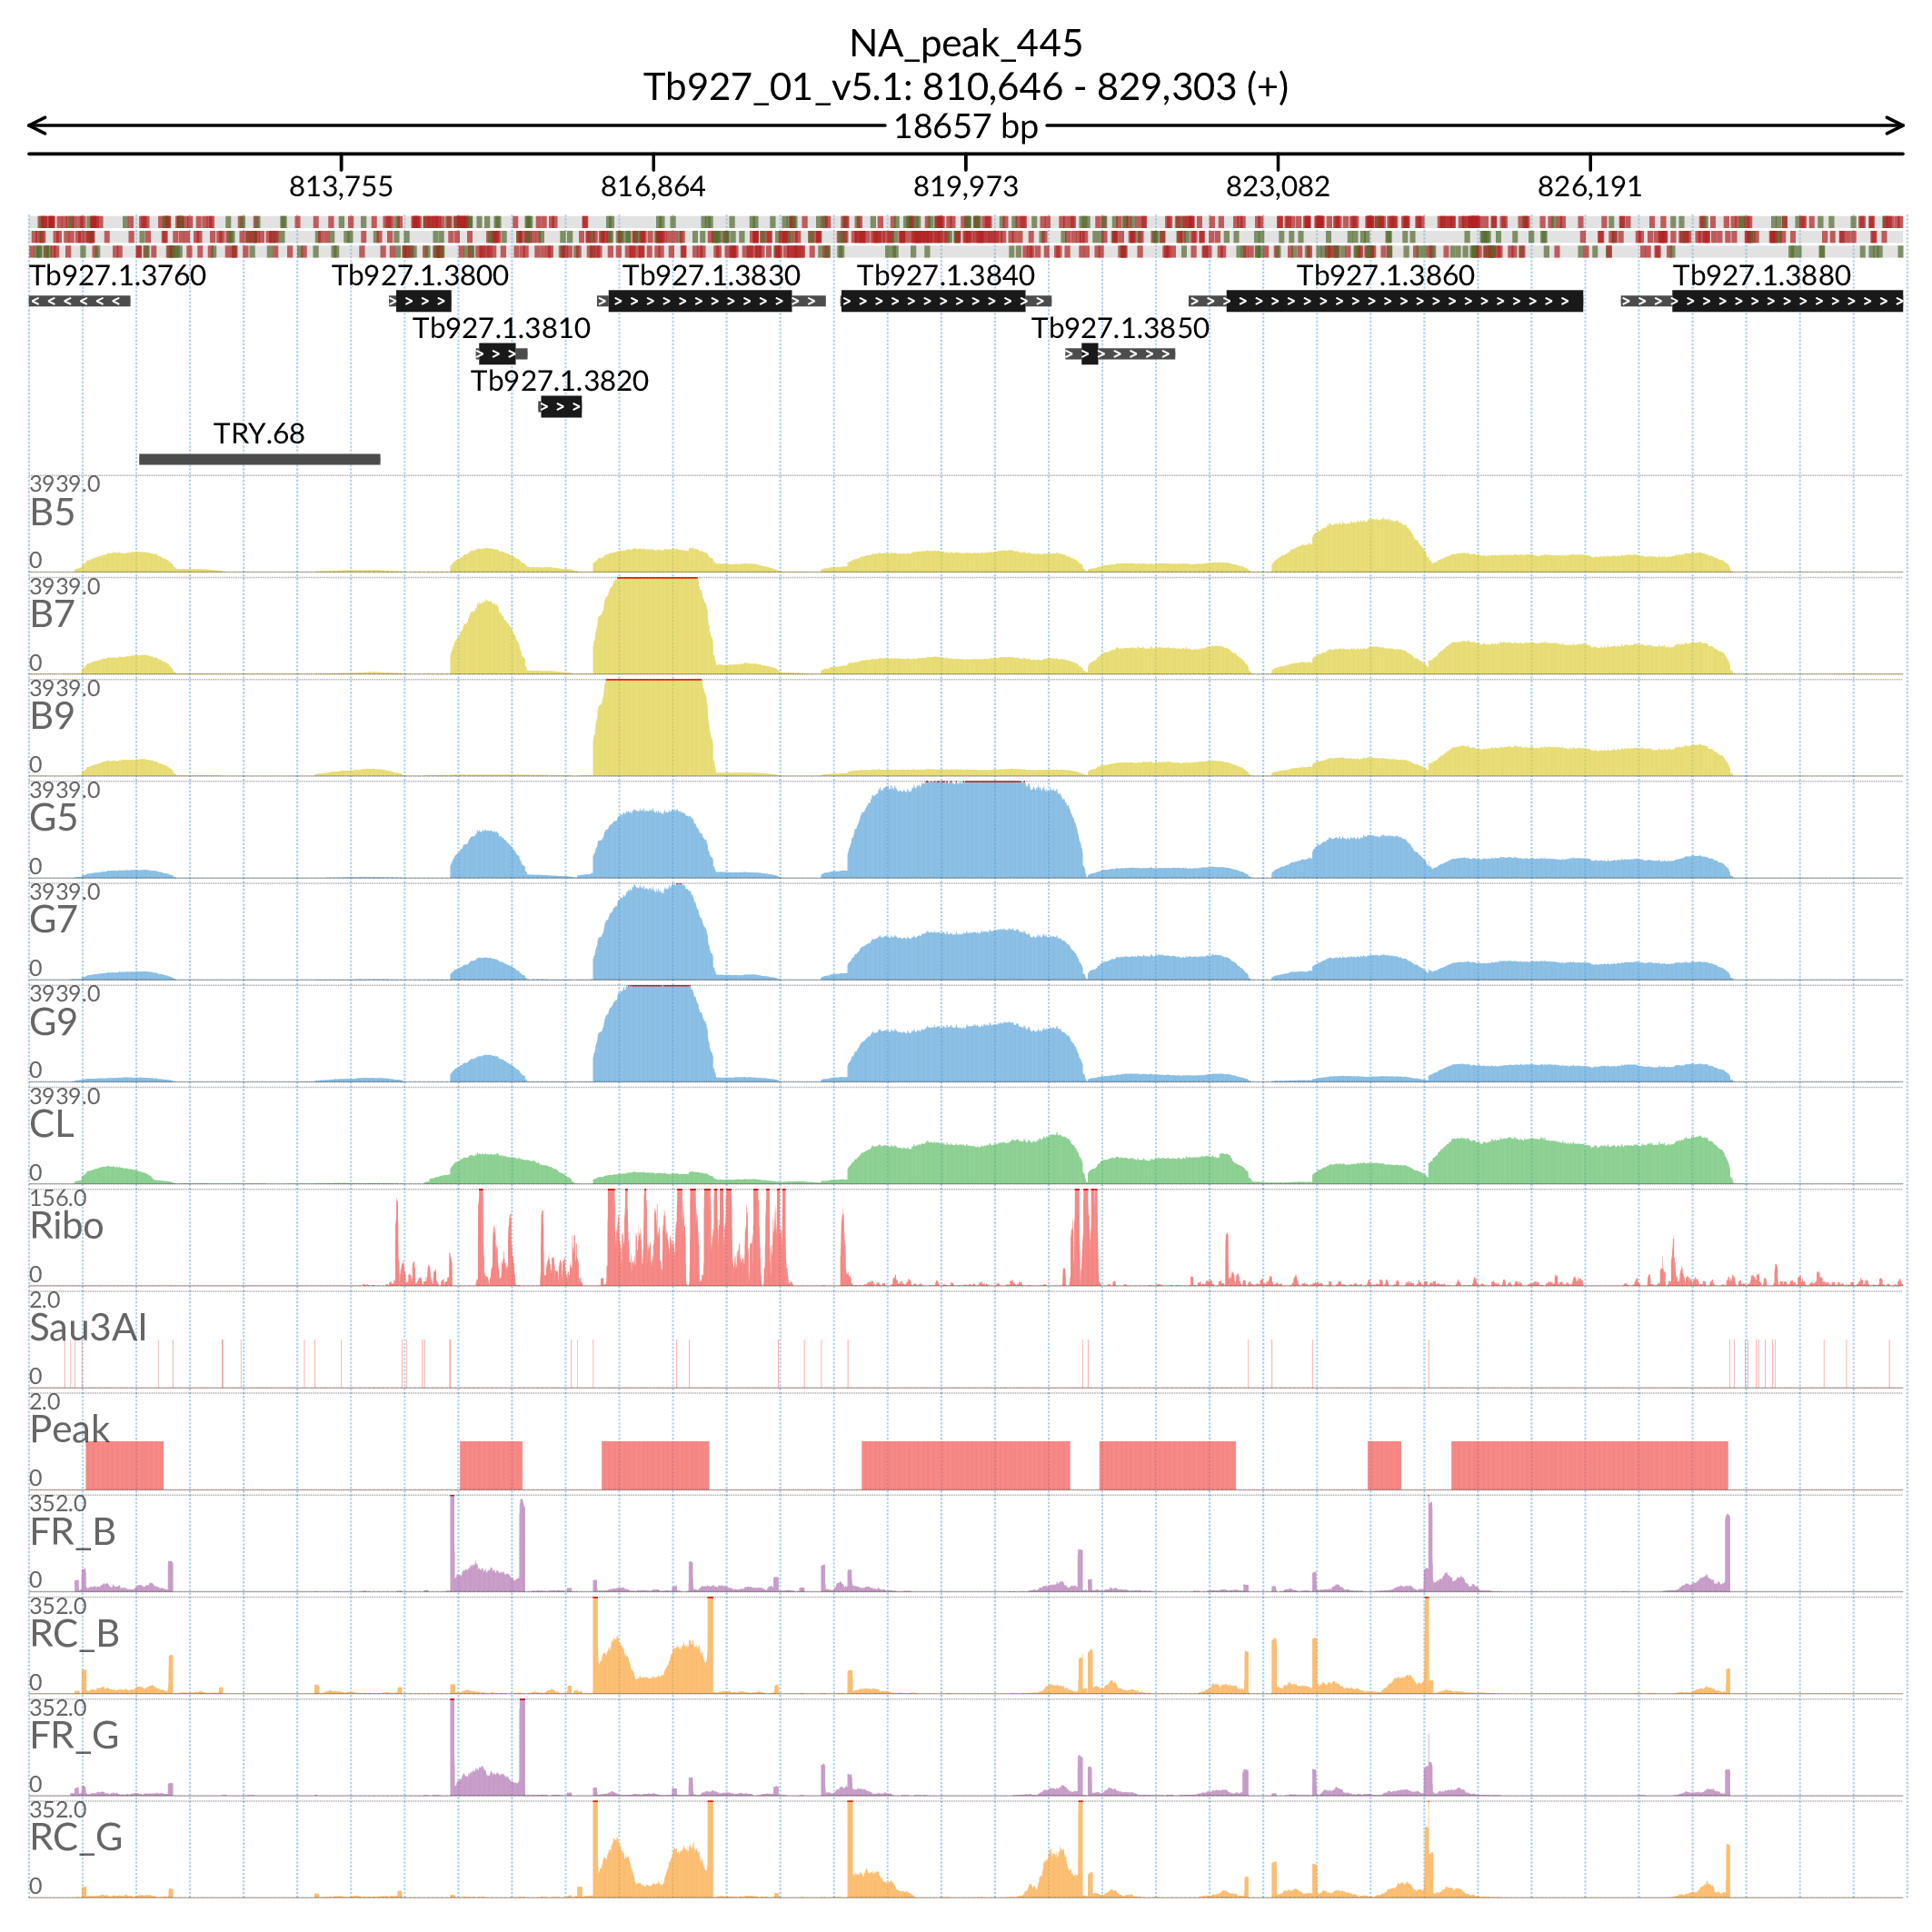 NA_peak_445
Tb927_01_v5.1: 810,646 - 829,303 (+)
18657 bp
813,755 816,864 819,973 823,082 826,191
Tb927.1.3760 Tb927.1.3800 Tb927.1.3830 Tb927.1.3840 Tb927.1.3860 Tb927.1.3880
Tb927.1.3810 Tb927.1.3850
Tb927.1.3820
TRY.68
3939.0
B5
0
3939.0
B7
0
3939.0
B9
0
3939.0
G5
0
3939.0
G7
0
3939.0
G9
0
3939.0
CL
0
156.0
Ribo
0
2.0
Sau3AI
0
2.0
Peak
0
352.0
FR_B
0
352.0
RC_B
0
352.0
FR_G
0
352.0
RC_G
0